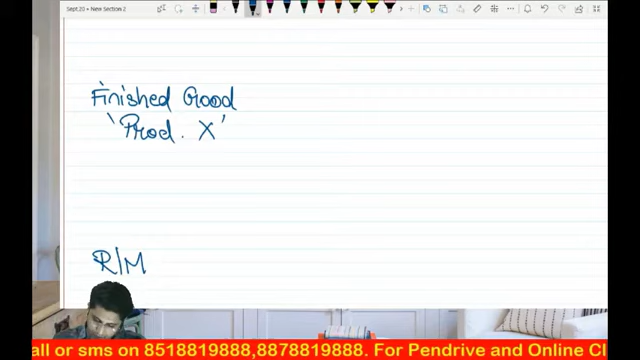 Sept 20 • New Section 2
Finished Good
'Prod. X'
R/M
all or sms on 8518819888,8878819888. For Pendrive and Online Cl